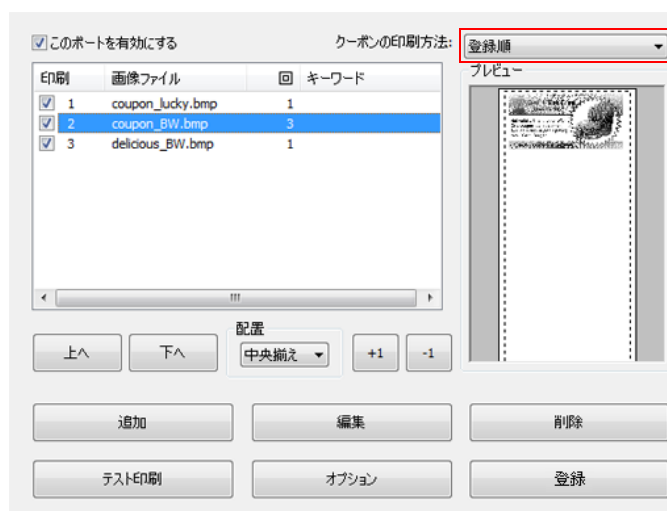 このポートを有効にする
クーポンの印刷方法:
登録順
印刷 画像ファイル 回 キーワード
1 coupon_lucky.bmp 1
2 coupon_BW.bmp 3
3 delicious_BW.bmp 1
プレビュー
配置
上へ 下へ 中央揃え +1 -1
追加 編集 削除
テスト印刷 オプション 登録